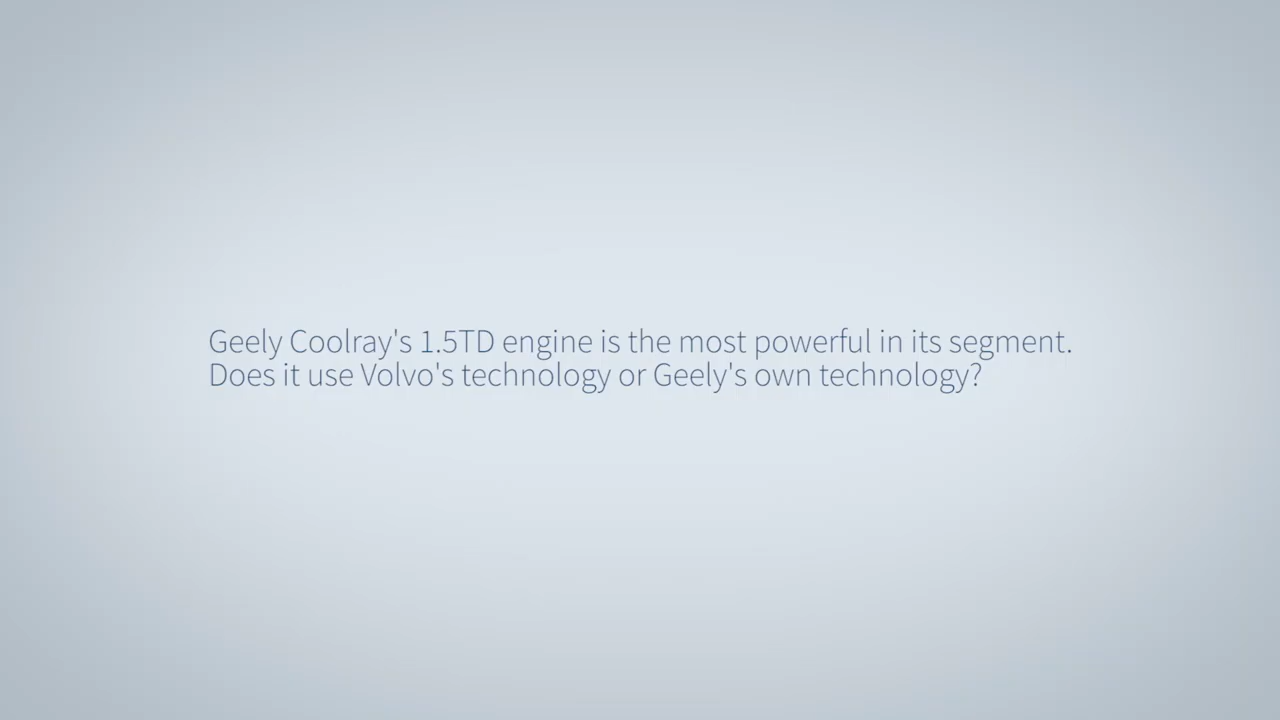 Geely Coolray's 1.5TD engine is the most powerful in its segment.
Does it use Volvo's technology or Geely's own technology?